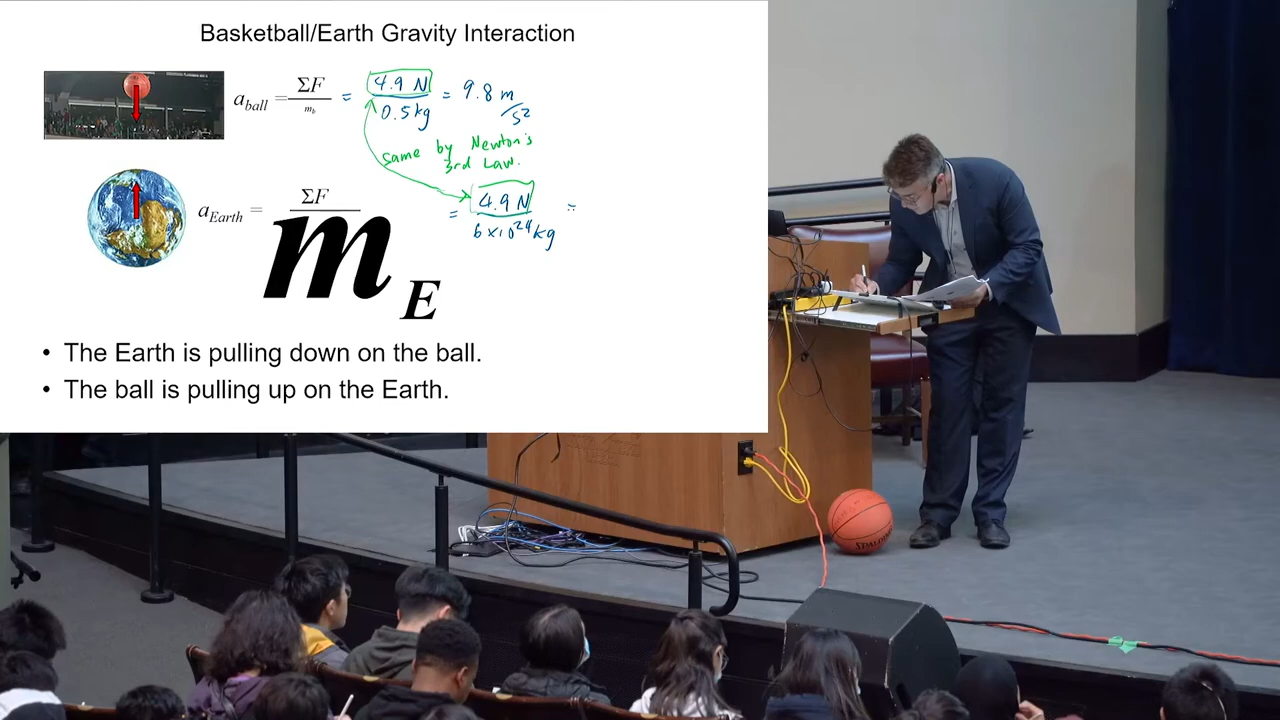 Basketball/Earth Gravity Interaction
a_ball = ΣF / m_b = 4.9 N / 0.5 kg = 9.8 m/s²
same by Newton's
3rd Law.
a_Earth = ΣF / m_E = 4.9 N / 6 × 10²⁴ kg =
• The Earth is pulling down on the ball.
• The ball is pulling up on the Earth.
SPALDING